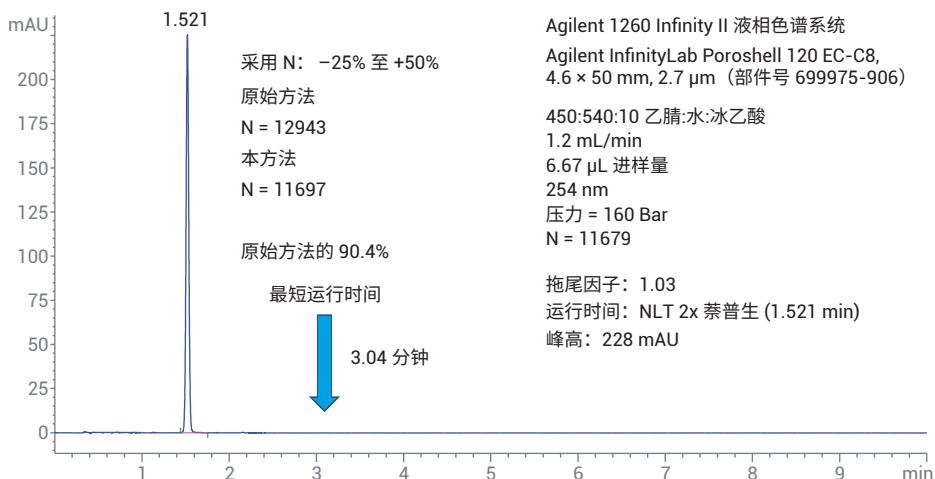 mAU
1.521
200
175
150
125
100
75
50
25
0
采用 N： –25% 至 +50%
原始方法
N = 12943
本方法
N = 11697
原始方法的 90.4%
最短运行时间
3.04 分钟
Agilent 1260 Infinity II 液相色谱系统
Agilent InfinityLab Poroshell 120 EC-C8,
4.6 × 50 mm, 2.7 µm（部件号 699975-906）
450:540:10 乙腈:水:冰乙酸
1.2 mL/min
6.67 µL 进样量
254 nm
压力 = 160 Bar
N = 11679
拖尾因子：1.03
运行时间：NLT 2x 萘普生 (1.521 min)
峰高：228 mAU
1 2 3 4 5 6 7 8 9 min